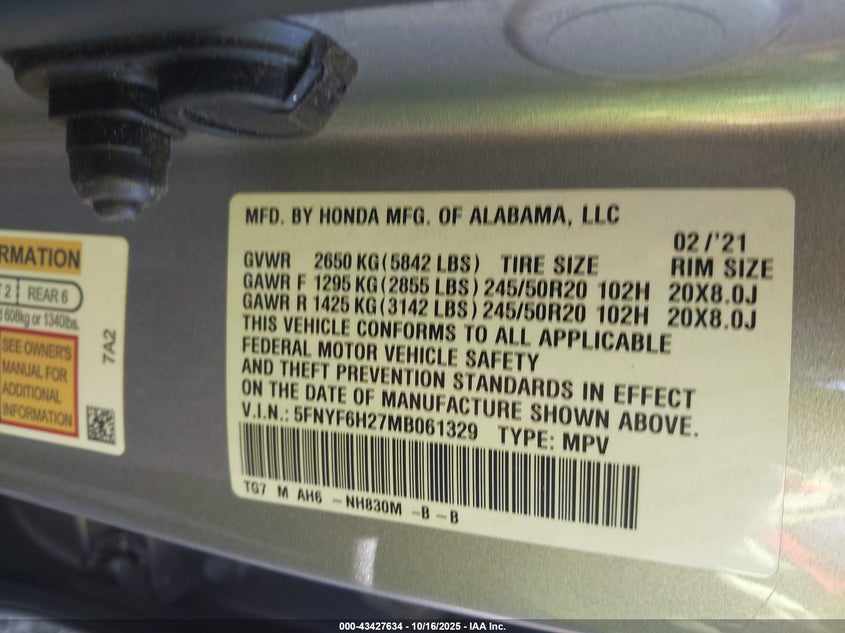 MFD. BY HONDA MFG. OF ALABAMA, LLC
02/'21
GVWR 2650 KG(5842 LBS) TIRE SIZE RIM SIZE
GAWR F 1295 KG(2855 LBS) 245/50R20 102H 20X8.0J
GAWR R 1425 KG(3142 LBS) 245/50R20 102H 20X8.0J
THIS VEHICLE CONFORMS TO ALL APPLICABLE
FEDERAL MOTOR VEHICLE SAFETY
AND THEFT PREVENTION STANDARDS IN EFFECT
ON THE DATE OF MANUFACTURE SHOWN ABOVE.
V.I.N.: 5FNYF6H27MB061329 TYPE: MPV
TG7 M AH6 -NH830M -B -B
RMATION
2 REAR 6
608kg or 1340lbs.
SEE OWNER'S
MANUAL FOR
ADDITIONAL
INFORMATION
7A2
000-43427634 - 10/16/2025 - IAA Inc.